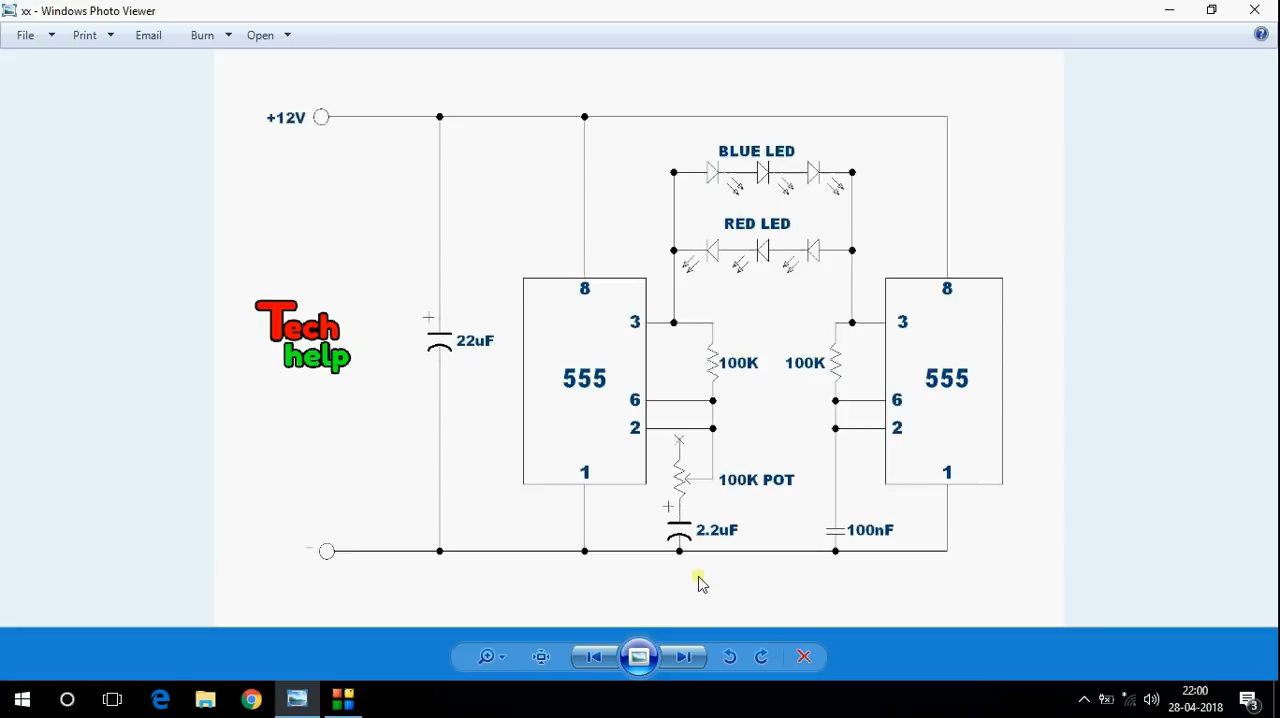 xx - Windows Photo Viewer
File Print Email Burn Open
+12V
BLUE LED
RED LED
8
8
3
3
Tech
help
+
22uF
100K
100K
555
555
6
6
2
2
1
1
100K POT
+
2.2uF
100nF
-
22:00
28-04-2018
3